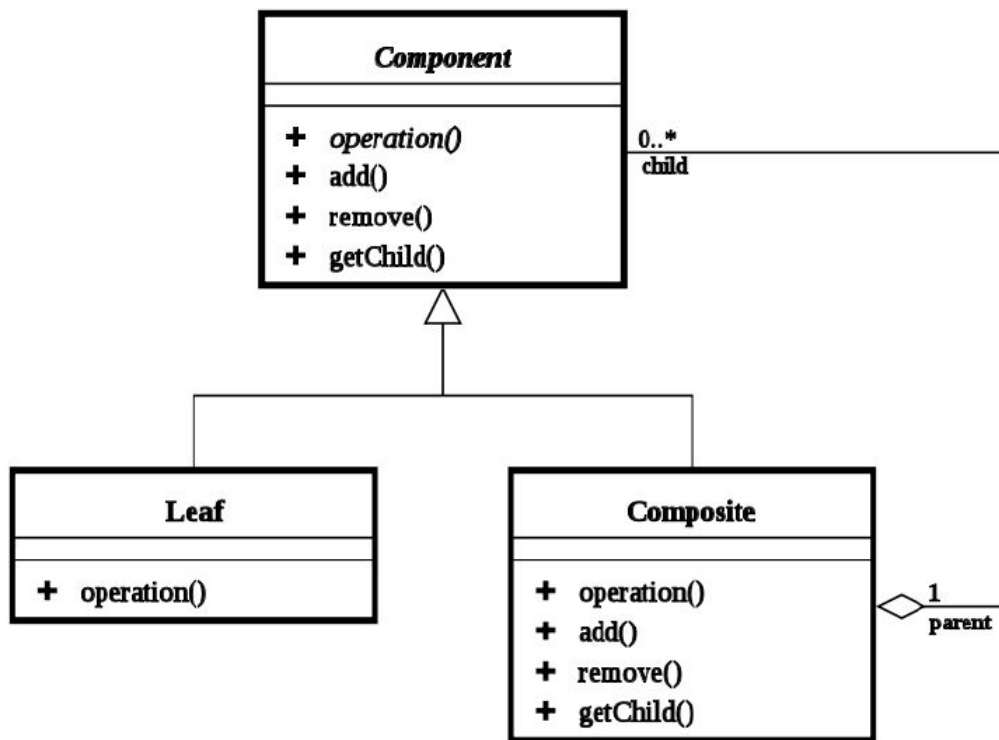 Component
+ operation()
+ add()
+ remove()
+ getChild()
0..*
child
Leaf
+ operation()
Composite
+ operation()
+ add()
+ remove()
+ getChild()
1
parent